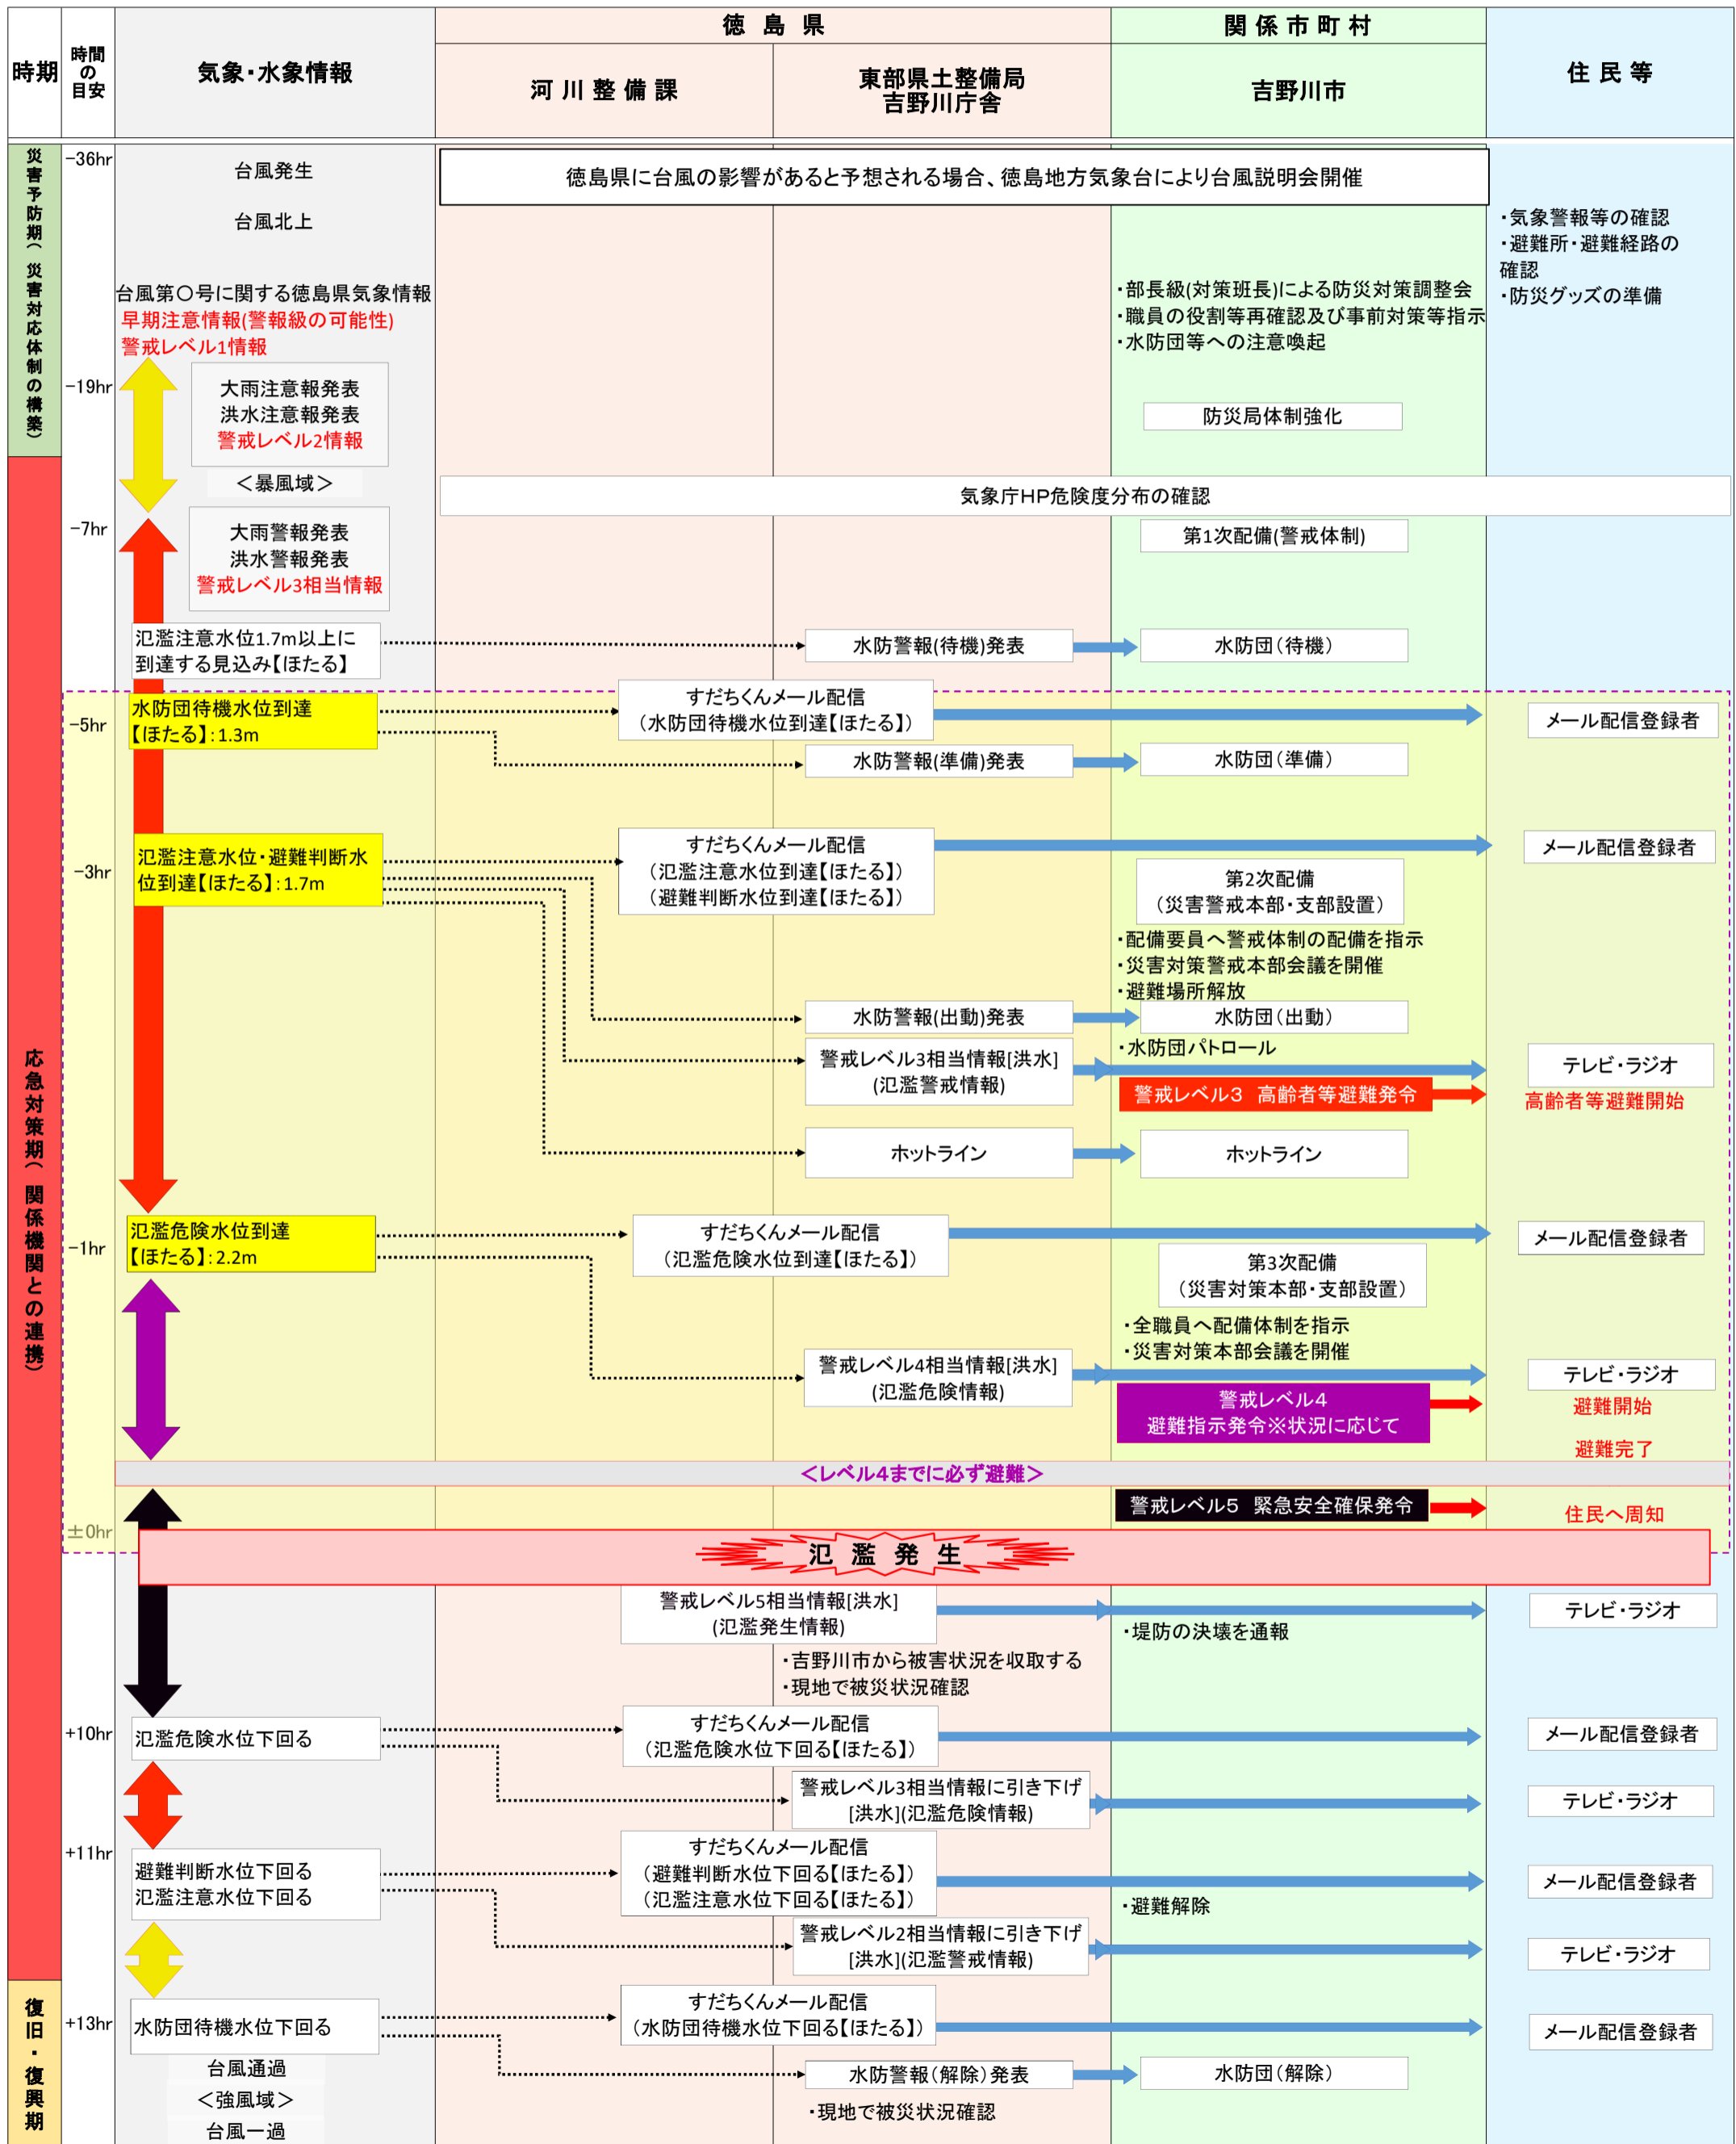 時期
時間
の
目安
気象・水象情報
徳島県
関係市町村
住民等
河川整備課
東部県土整備局
吉野川庁舎
吉野川市
災害予防期(災害対応体制の構築)
-36hr
台風発生
徳島県に台風の影響があると予想される場合、徳島地方気象台により台風説明会開催
台風北上
・気象警報等の確認
・避難所・避難経路の
確認
・防災グッズの準備
台風第〇号に関する徳島県気象情報
早期注意情報(警報級の可能性)
警戒レベル1情報
・部長級(対策班長)による防災対策調整会
・職員の役割等再確認及び事前対策等指示
・水防団等への注意喚起
-19hr
大雨注意報発表
洪水注意報発表
警戒レベル2情報
防災局体制強化
＜暴風域＞
応急対策期(関係機関との連携)
気象庁HP危険度分布の確認
-7hr
大雨警報発表
洪水警報発表
警戒レベル3相当情報
第1次配備(警戒体制)
氾濫注意水位1.7m以上に
到達する見込み【ほたる】
水防警報(待機)発表
水防団(待機)
-5hr
水防団待機水位到達
【ほたる】:1.3m
すだちくんメール配信
(水防団待機水位到達【ほたる】)
メール配信登録者
水防警報(準備)発表
水防団(準備)
-3hr
氾濫注意水位・避難判断水
位到達【ほたる】:1.7m
すだちくんメール配信
(氾濫注意水位到達【ほたる】)
(避難判断水位到達【ほたる】)
メール配信登録者
第2次配備
(災害警戒本部・支部設置)
・配備要員へ警戒体制の配備を指示
・災害対策警戒本部会議を開催
・避難場所解放
水防警報(出動)発表
水防団(出動)
・水防団パトロール
警戒レベル3相当情報[洪水]
(氾濫警戒情報)
テレビ・ラジオ
警戒レベル3 高齢者等避難発令
高齢者等避難開始
ホットライン
ホットライン
-1hr
氾濫危険水位到達
【ほたる】:2.2m
すだちくんメール配信
(氾濫危険水位到達【ほたる】)
メール配信登録者
第3次配備
(災害対策本部・支部設置)
・全職員へ配備体制を指示
・災害対策本部会議を開催
警戒レベル4相当情報[洪水]
(氾濫危険情報)
テレビ・ラジオ
警戒レベル4
避難指示発令※状況に応じて
避難開始
避難完了
＜レベル4までに必ず避難＞
警戒レベル5 緊急安全確保発令
住民へ周知
±0hr
氾濫発生
警戒レベル5相当情報[洪水]
(氾濫発生情報)
テレビ・ラジオ
・堤防の決壊を通報
・吉野川市から被害状況を収取する
・現地で被災状況確認
+10hr
氾濫危険水位下回る
すだちくんメール配信
(氾濫危険水位下回る【ほたる】)
メール配信登録者
警戒レベル3相当情報に引き下げ
[洪水](氾濫危険情報)
テレビ・ラジオ
+11hr
避難判断水位下回る
氾濫注意水位下回る
すだちくんメール配信
(避難判断水位下回る【ほたる】)
(氾濫注意水位下回る【ほたる】)
メール配信登録者
・避難解除
警戒レベル2相当情報に引き下げ
[洪水](氾濫警戒情報)
テレビ・ラジオ
復旧・復興期
+13hr
水防団待機水位下回る
すだちくんメール配信
(水防団待機水位下回る【ほたる】)
メール配信登録者
台風通過
水防警報(解除)発表
水防団(解除)
＜強風域＞
・現地で被災状況確認
台風一過